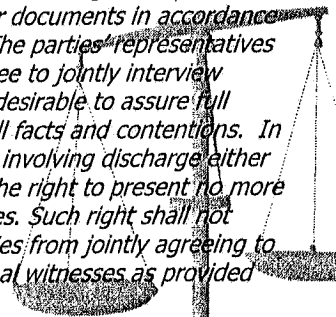 r documents in accordance
The parties' representatives
ee to jointly interview
desirable to assure full
ll facts and contentions. In
involving discharge either
he right to present no more
es. Such right shall not
ies from jointly agreeing to
al witnesses as provided